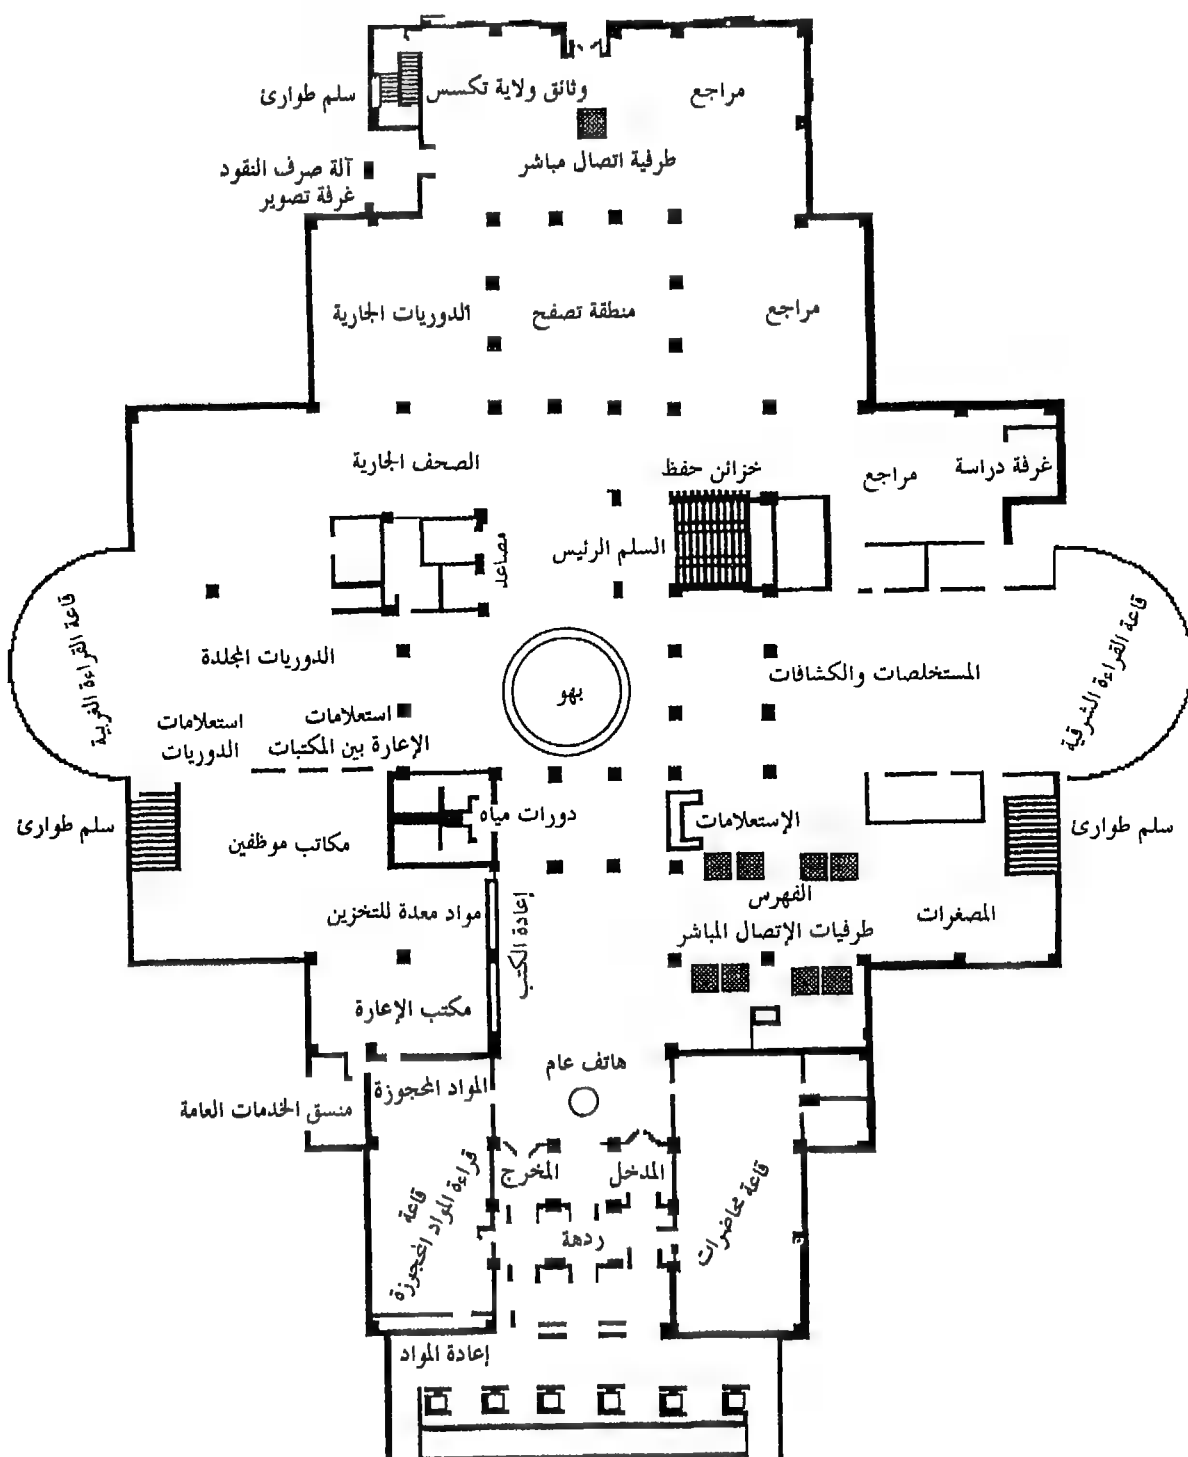 وثائق ولاية تكسس
مراجع
سلم طوارئ
طرفية اتصال مباشر
آلة صرف النقود
غرفة تصوير
مراجع
منطقة تصفح
الدوريات الجارية
غرفة دراسة
مراجع
خزائن حفظ
الصحف الجارية
السلم الرئيس
مصاعد
قاعة القراءة الشرقية
المستخلصات والكشافات
بهو
الدوريات المجلدة
قاعة القراءة الغربية
استعلامات
الإعارة بين المكتبات
استعلامات
الدوريات
سلم طوارئ
الإستعلامات
دورات مياه
مكاتب موظفين
سلم طوارئ
الفهرس
طرفيات الإتصال المباشر
المصغرات
إعادة الكتب
مواد معدة للتخزين
مكتب الإعارة
هاتف عام
المواد المحجوزة
منسق الخدمات العامة
المدخل
المخرج
قاعة محاضرات
قاعة
قراءة المواد المحجوزة
ردهة
إعادة المواد